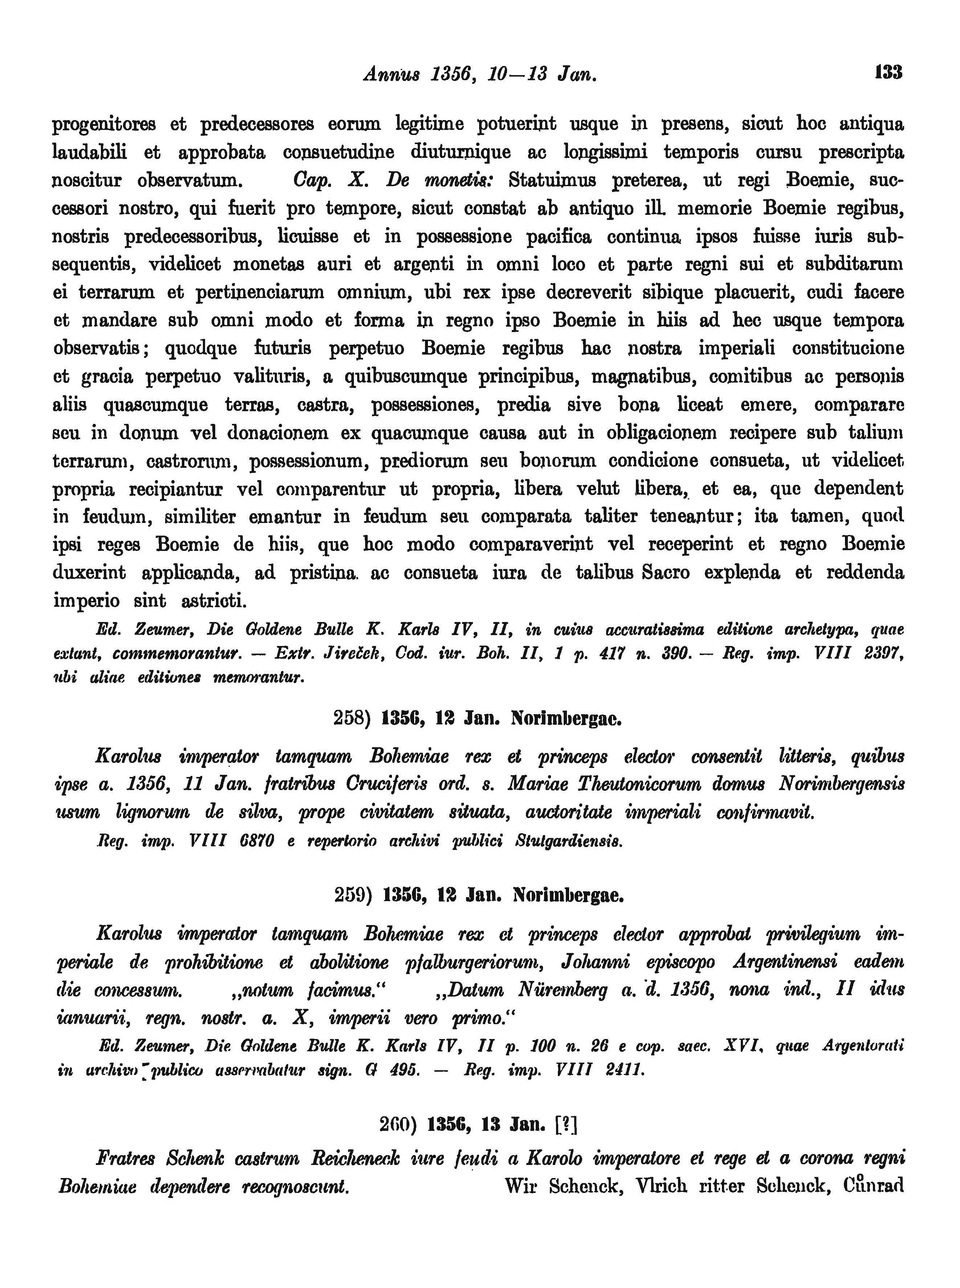 Annus 1356, 10—13 Jan. 133
progenitores et predecessores eorum legitime potuerint usque in presens, sicut hoc antiqua
laudabili et approbata consuetudine diuturnique ac longissimi temporis cursu prescripta
noscitur observatum. Cap. X. De monetis: Statuimus preterea, ut regi Boemie, suc-
cessori nostro, qui fuerit pro tempore, sicut constat ab antiquo ill. memorie Boemie regibus,
nostris predecessoribus, licuisse et in possessione pacifica continua ipsos fuisse iuris sub-
sequentis, videlicet monetas auri et argenti in omni loco et parte regni sui et subditarum
ei terrarum et pertinenciarum omnium, ubi rex ipse decreverit sibique placuerit, cudi facere
et mandare sub omni modo et forma in regno ipso Boemie in hiis ad hec usque tempora
observatis; quodque futuris perpetuo Boemie regibus hac nostra imperiali constitucione
et gracia perpetuo valituris, a quibuscumque principibus, magnatibus, comitibus ac personis
aliis quascumque terras, castra, possessiones, predia sive bona liceat emere, comparare
seu in donum vel donacionem ex quacumque causa aut in obligacionem recipere sub talium
terrarum, castrorum, possessionum, prediorum seu bonorum condicione consueta, ut videlicet
propria recipiantur vel comparentur ut propria, libera velut libera, et ea, que dependent
in feudum, similiter emantur in feudum seu comparata taliter teneantur; ita tamen, quod
ipsi reges Boemie de hiis, que hoc modo comparaverint vel receperint et regno Boemie
duxerint applicanda, ad pristina ac consueta iura de talibus Sacro explenda et reddenda
imperio sint astricti.
Ed. Zeumer, Die Goldene Bulle K. Karls IV, II, in cuius accuratissima editione archetypa, quae
extant, commemorantur. — Extr. Jireček, Cod. iur. Boh. II, 1 p. 417 n. 390. — Reg. imp. VIII 2397,
ubi aliae editiones memorantur.
258) 1356, 12 Jan. Norimbergae.
Karolus imperator tamquam Bohemiae rex et princeps elector consentit litteris, quibus
ipse a. 1356, 11 Jan. fratribus Cruciferis ord. s. Mariae Theutonicorum domus Norimbergensis
usum lignorum de silva, prope civitatem situata, auctoritate imperiali confirmavit.
Reg. imp. VIII 6870 e repertorio archivi publici Stutgardiensis.
259) 1356, 12 Jan. Norimbergae.
Karolus imperator tamquam Bohemiae rex et princeps elector approbat privilegium im-
periale de prohibitione et abolitione pfalburgeriorum, Johanni episcopo Argentinensi eadem
die concessum. „notum facimus.“ „Datum Nüremberg a. d. 1356, nona ind., II idus
ianuarii, regn. nostr. a. X, imperii vero primo.“
Ed. Zeumer, Die Goldene Bulle K. Karls IV, II p. 100 n. 26 e cop. saec. XVI, quae Argentorati
in archivo publico asservabatur sign. G 495. — Reg. imp. VIII 2411.
260) 1356, 13 Jan. [?]
Fratres Schenk castrum Reicheneck iure feudi a Karolo imperatore et rege et a corona regni
Bohemiae dependere recognoscunt. Wir Schenck, Vlrich ritter Schenck, Cůnrad